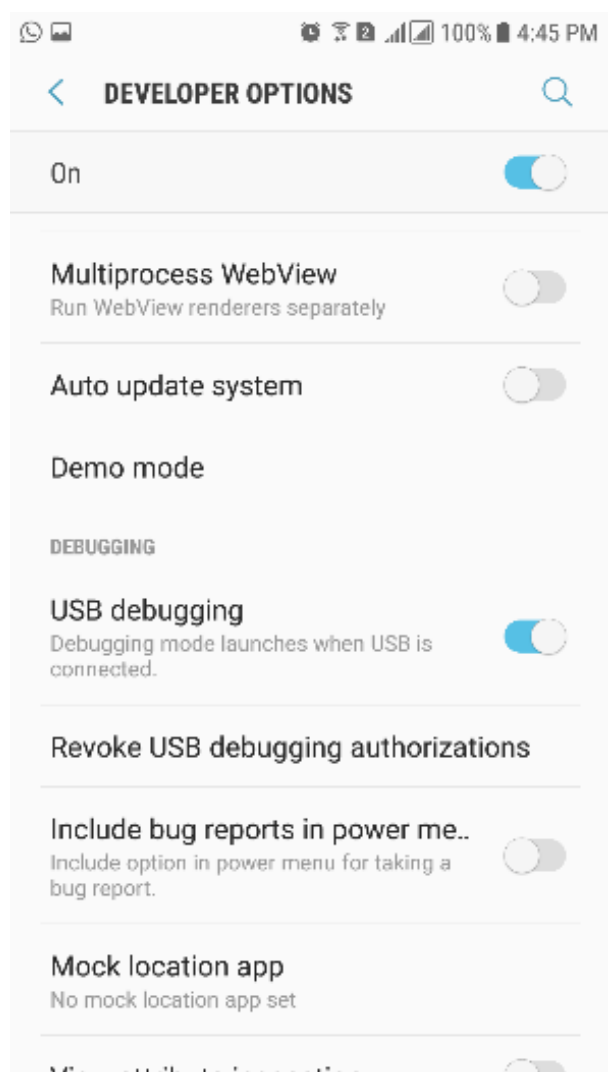 2 100% 4:45 PM
DEVELOPER OPTIONS
On
Multiprocess WebView
Run WebView renderers separately
Auto update system
Demo mode
DEBUGGING
USB debugging
Debugging mode launches when USB is
connected.
Revoke USB debugging authorizations
Include bug reports in power me..
Include option in power menu for taking a
bug report.
Mock location app
No mock location app set